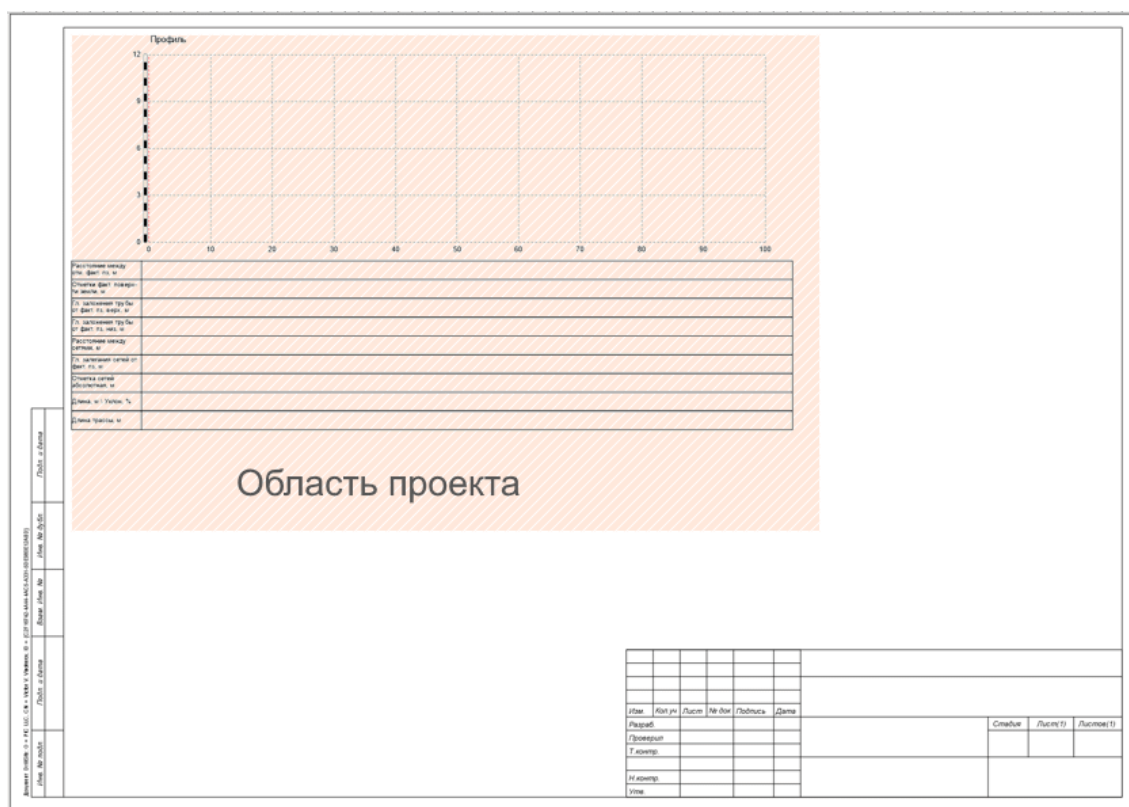 Профиль
12
9
6
3
0
0 10 20 30 40 50 60 70 80 90 100
Расстояние между
отм. факт. пз, м
Отметки факт. поверх-
ти земли, м
Гл. заложения трубы
от факт. пз. верх, м
Гл. заложения трубы
от факт. пз. низ, м
Расстояние между
сетями, м
Гл. залегания сетей от
факт. пз, м
Отметка сетей
абсолютная, м
Длина, м \ Уклон, %
Длина трассы, м
Область проекта
Подп. и дата
Инв. № дубл.
Взам. Инв. №
Подп. и дата
Инв. № подл.
Изм. Кол.уч Лист № док Подпись Дата
Разраб.
Проверил
Т.контр.
Н.контр.
Утв.
Стадия Лист(1) Листов(1)